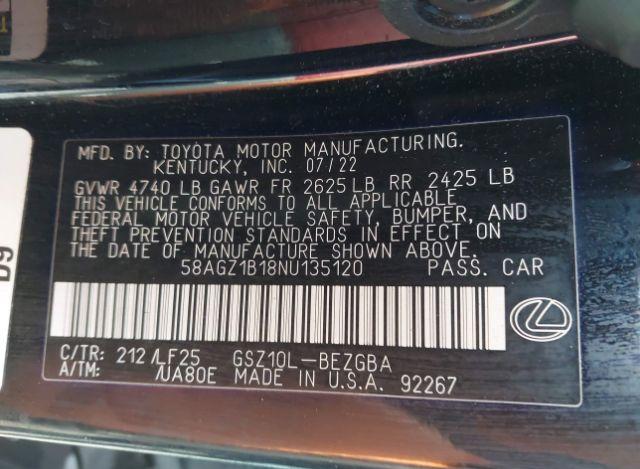 MFD. BY: TOYOTA MOTOR MANUFACTURING.
KENTUCKY, INC. 07/22
GVWR 4740 LB GAWR FR 2625 LB RR 2425 LB
THIS VEHICLE CONFORMS TO ALL APPLICABLE
FEDERAL MOTOR VEHICLE SAFETY, BUMPER, AND
THEFT PREVENTION STANDARDS IN EFFECT ON
THE DATE OF MANUFACTURE SHOWN ABOVE.
58AGZ1B18NU135120 PASS. CAR
C/TR: 212 /LF25 GSZ10L-BEZGBA
A/TM: /UA80E MADE IN U.S.A. 92267
D9